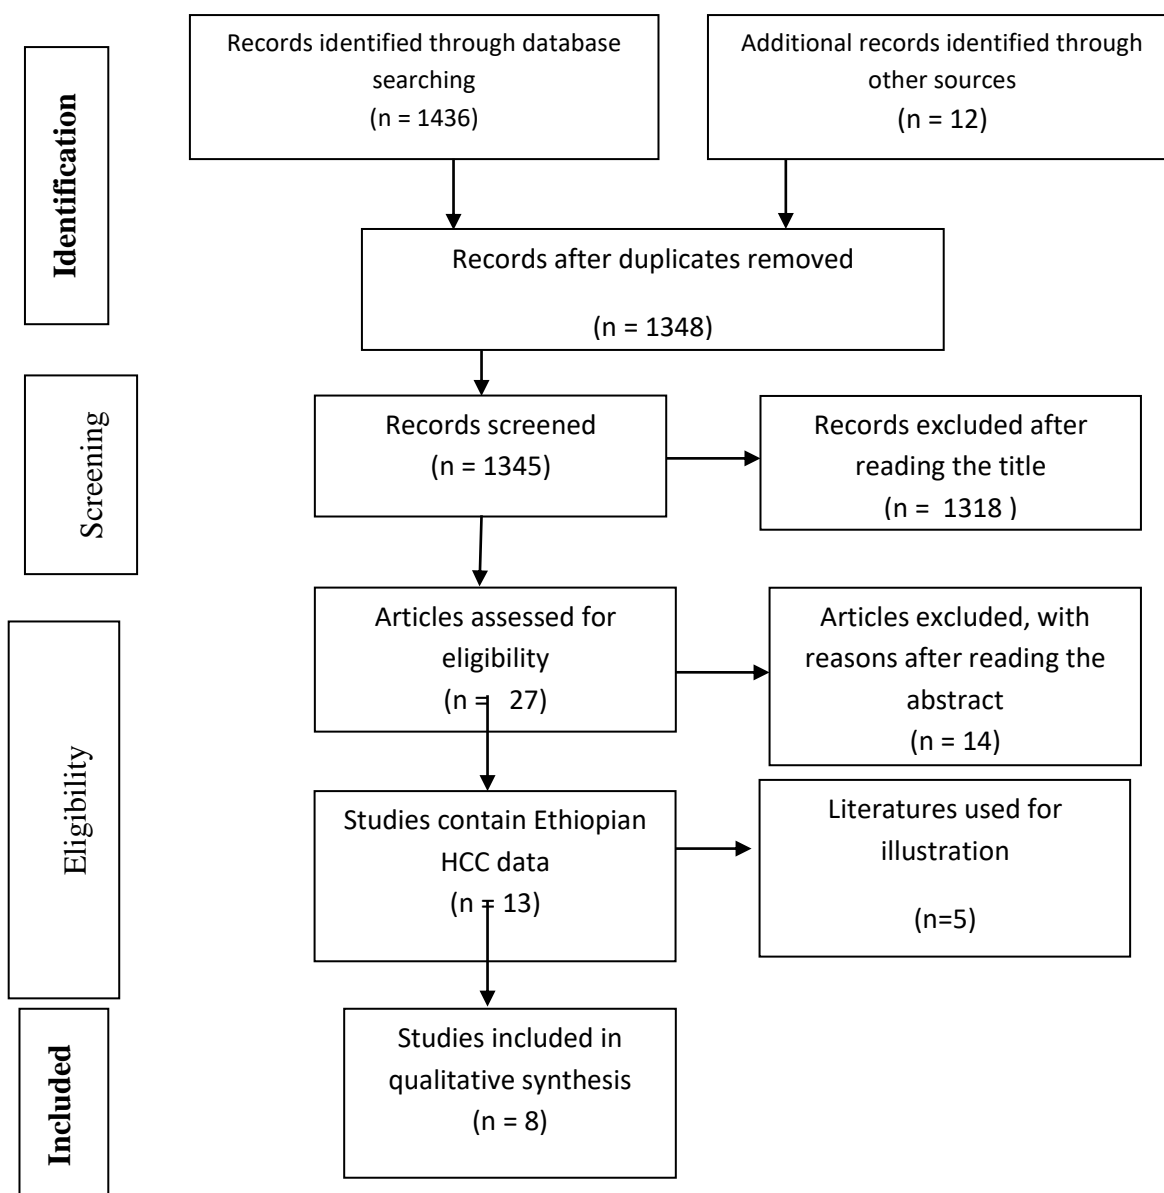 Identification
Records identified through database
searching
(n = 1436)
Additional records identified through
other sources
(n = 12)
Records after duplicates removed
(n = 1348)
Screening
Records screened
(n = 1345)
Records excluded after
reading the title
(n = 1318 )
Eligibility
Articles assessed for
eligibility
(n = 27)
Articles excluded, with
reasons after reading the
abstract
(n = 14)
Studies contain Ethiopian
HCC data
(n = 13)
Literatures used for
illustration
(n=5)
Included
Studies included in
qualitative synthesis
(n = 8)